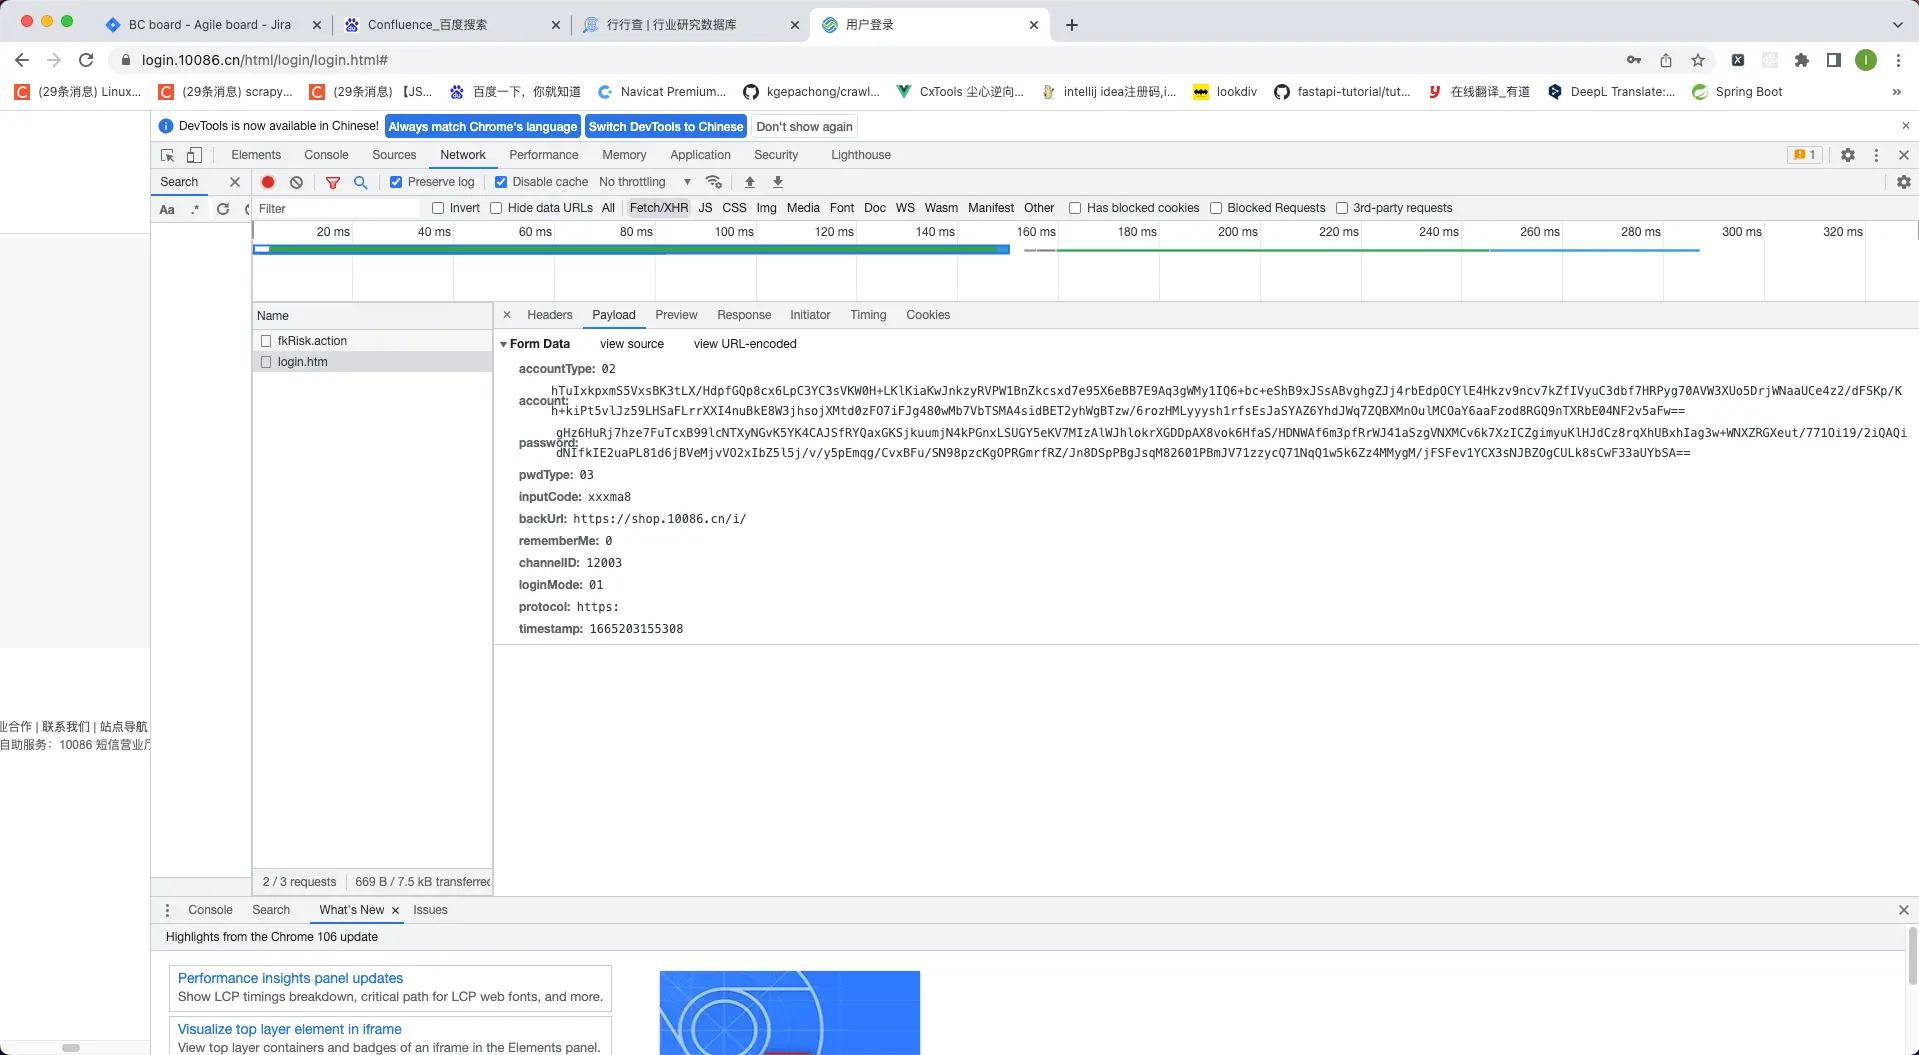 BC board - Agile board - Jira
Confluence_百度搜索
行行查 | 行业研究数据库
用户登录
login.10086.cn/html/login/login.html#
(29条消息) Linux...
(29条消息) scrapy...
(29条消息) 【JS...
百度一下，你就知道
Navicat Premium...
kgepachong/crawl...
CxTools 尘心逆向...
intellij idea注册码,i...
lookdiv
fastapi-tutorial/tut...
在线翻译_有道
DeepL Translate:...
Spring Boot
DevTools is now available in Chinese! Always match Chrome's language Switch DevTools to Chinese Don't show again
Elements Console Sources Network Performance Memory Application Security Lighthouse 1
Search Preserve log Disable cache No throttling
Aa .* Filter Invert Hide data URLs All Fetch/XHR JS CSS Img Media Font Doc WS Wasm Manifest Other Has blocked cookies Blocked Requests 3rd-party requests
20 ms 40 ms 60 ms 80 ms 100 ms 120 ms 140 ms 160 ms 180 ms 200 ms 220 ms 240 ms 260 ms 280 ms 300 ms 320 ms
Name
fkRisk.action
login.htm
Headers Payload Preview Response Initiator Timing Cookies
Form Data view source view URL-encoded
accountType: 02
account:
hTuIxkpxmS5VxsBK3tLX/HdpfGQp8cx6LpC3YC3sVKW0H+LKlKiaKwJnkzyRVPW1BnZkcsxd7e95X6eBB7E9Aq3gWMy1IQ6+bc+eShB9xJSsABvghgZJj4rbEdpOCYlE4Hkzv9ncv7kZfIVyuC3dbf7HRPyg70AVW3XUo5DrjWNaaUCe4z2/dFSKp/K
h+kiPt5vlJz59LHSaFLrrXXI4nuBkE8W3jhsojXMtd0zFO7iFJg480wMb7VbTSMA4sidBET2yhWgBTzw/6rozHMLyyysh1rfsEsJaSYAZ6YhdJWq7ZQBXMnOulMCOaY6aaFzod8RGQ9nTXRbE04NF2v5aFw==
password:
gHz6HuRj7hze7FuTcxB99lcNTXyNGvK5YK4CAJSfRYQaxGKSjkuumjN4kPGnxLSUGY5eKV7MIzAlWJhlokrXGDDpAX8vok6HfaS/HDNWAf6m3pfRrWJ41aSzgVNXMCv6k7XzICZgimyuKlHJdCz8rqXhUBxhIag3w+WNXZRGXeut/771Oi19/2iQAQi
dNIfkIE2uaPL81d6jBVeMjvVO2xIbZ5l5j/v/y5pEmqg/CvxBFu/SN98pzcKgOPRGmrfRZ/Jn8DSpPBgJsqM82601PBmJV71zzycQ71NqQ1w5k6Zz4MMygM/jFSFev1YCX3sNJBZOgCULk8sCwF33aUYbSA==
pwdType: 03
inputCode: xxxma8
backUrl: https://shop.10086.cn/i/
rememberMe: 0
channelID: 12003
loginMode: 01
protocol: https:
timestamp: 1665203155308
业合作 | 联系我们 | 站点导航
自助服务：10086 短信营业厅
2 / 3 requests 669 B / 7.5 kB transferred
Console Search What's New Issues
Highlights from the Chrome 106 update
Performance insights panel updates
Show LCP timings breakdown, critical path for LCP web fonts, and more.
Visualize top layer element in iframe
View top layer containers and badges of an iframe in the Elements panel.